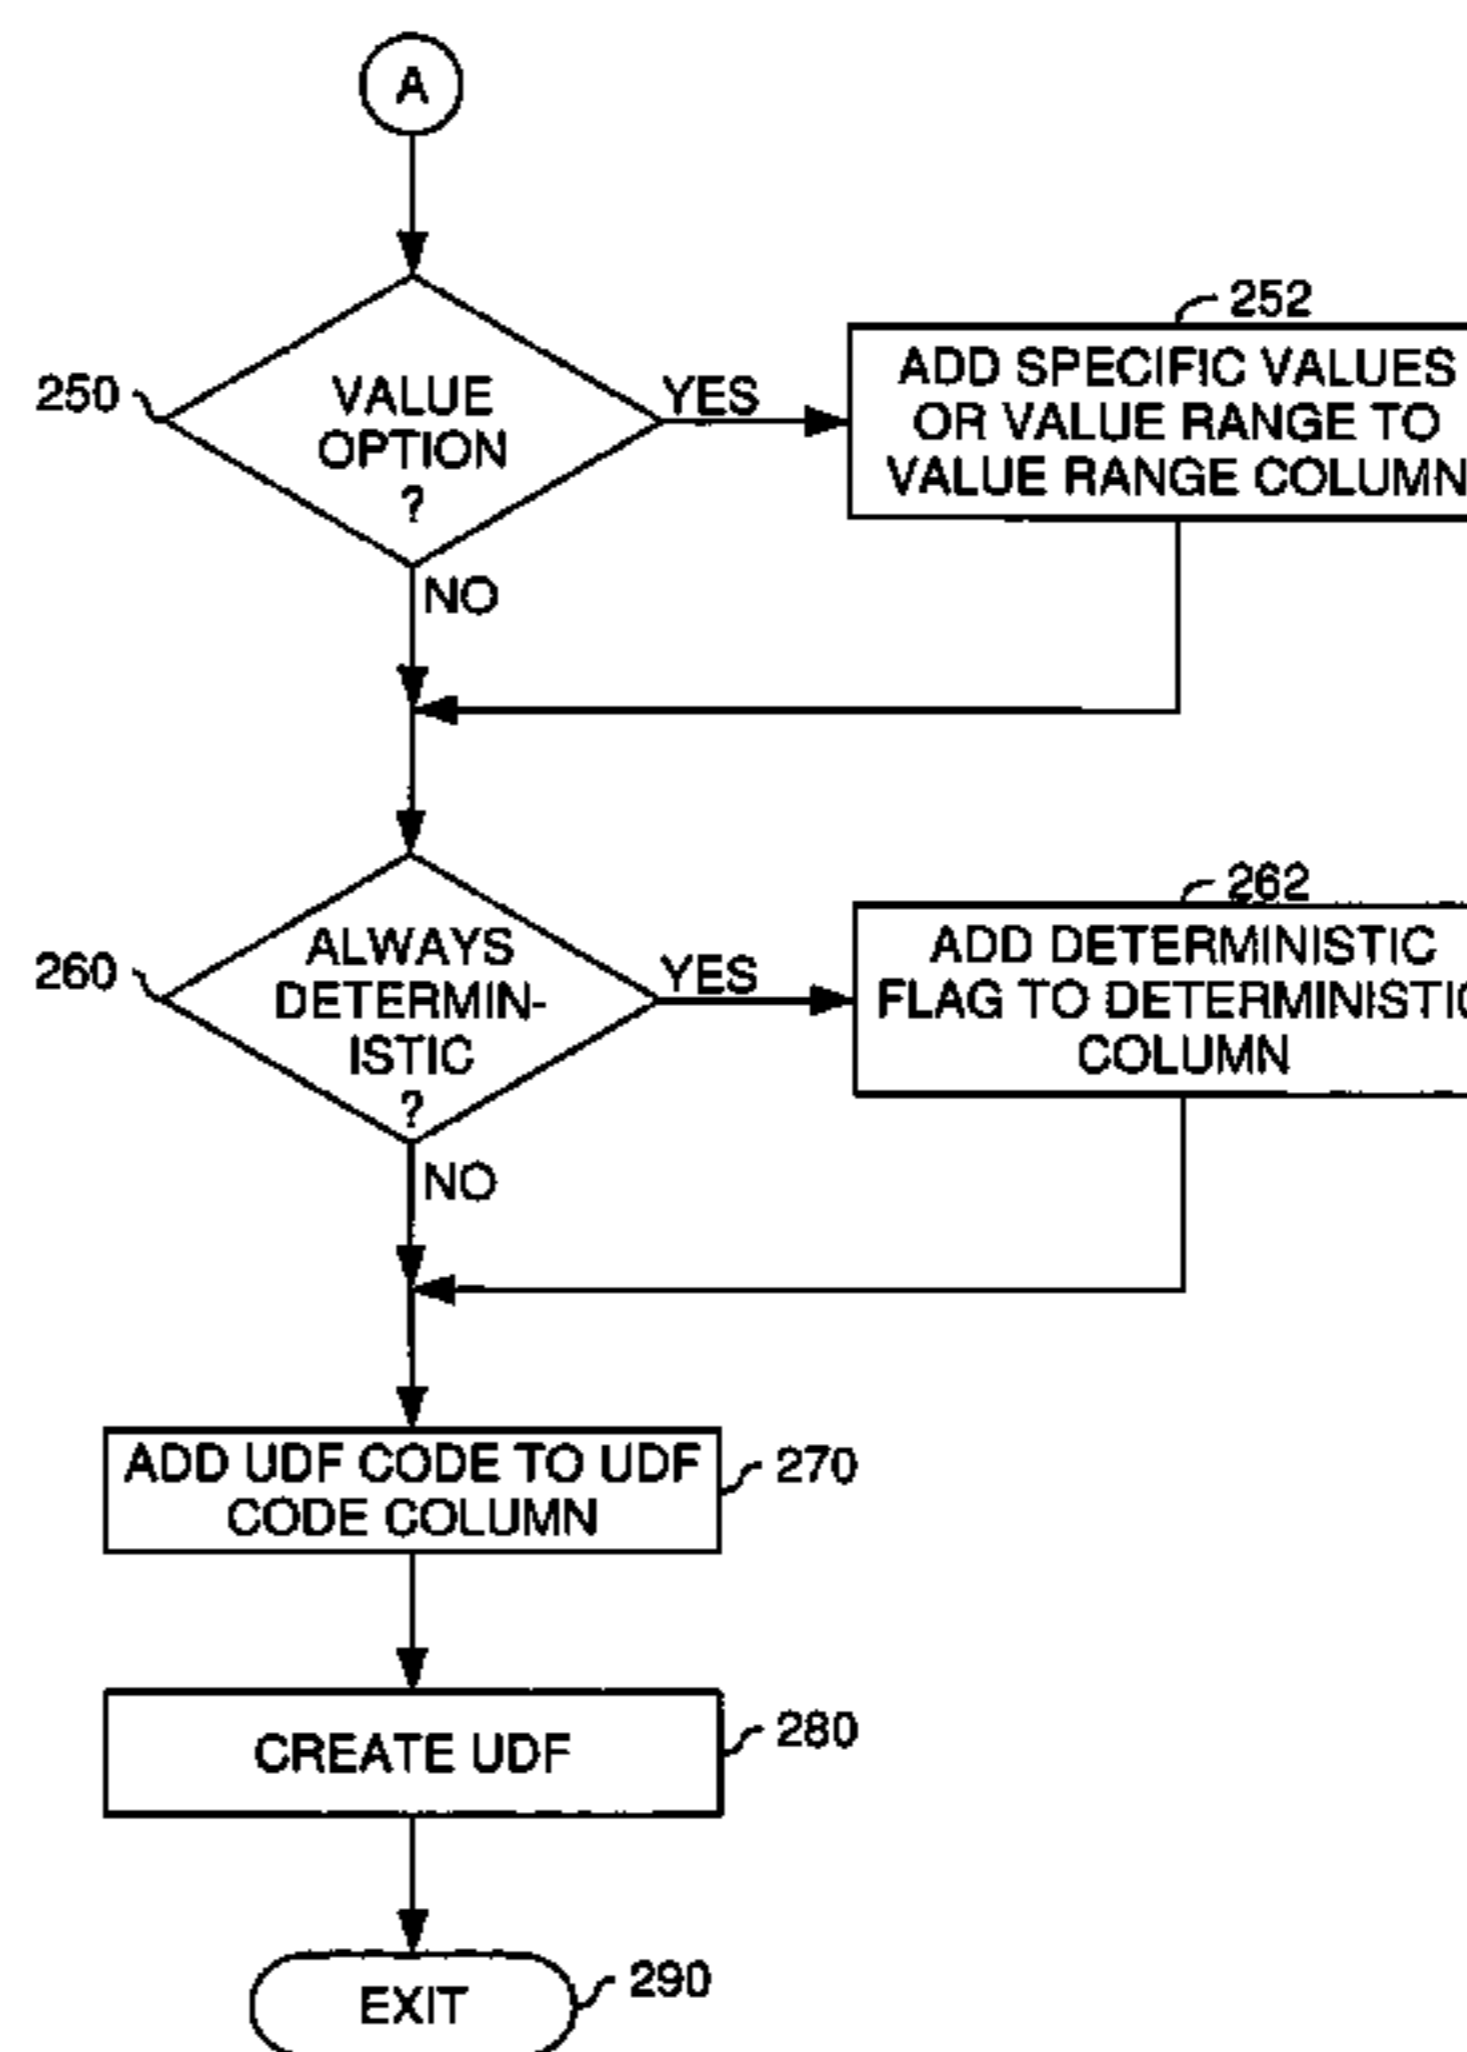 A
252
250
VALUE
OPTION
?
YES
ADD SPECIFIC VALUES
OR VALUE RANGE TO
VALUE RANGE COLUMN
NO
262
260
ALWAYS
DETERMIN-
ISTIC
?
YES
ADD DETERMINISTIC
FLAG TO DETERMINISTIC
COLUMN
NO
ADD UDF CODE TO UDF
CODE COLUMN
270
CREATE UDF
280
EXIT
290